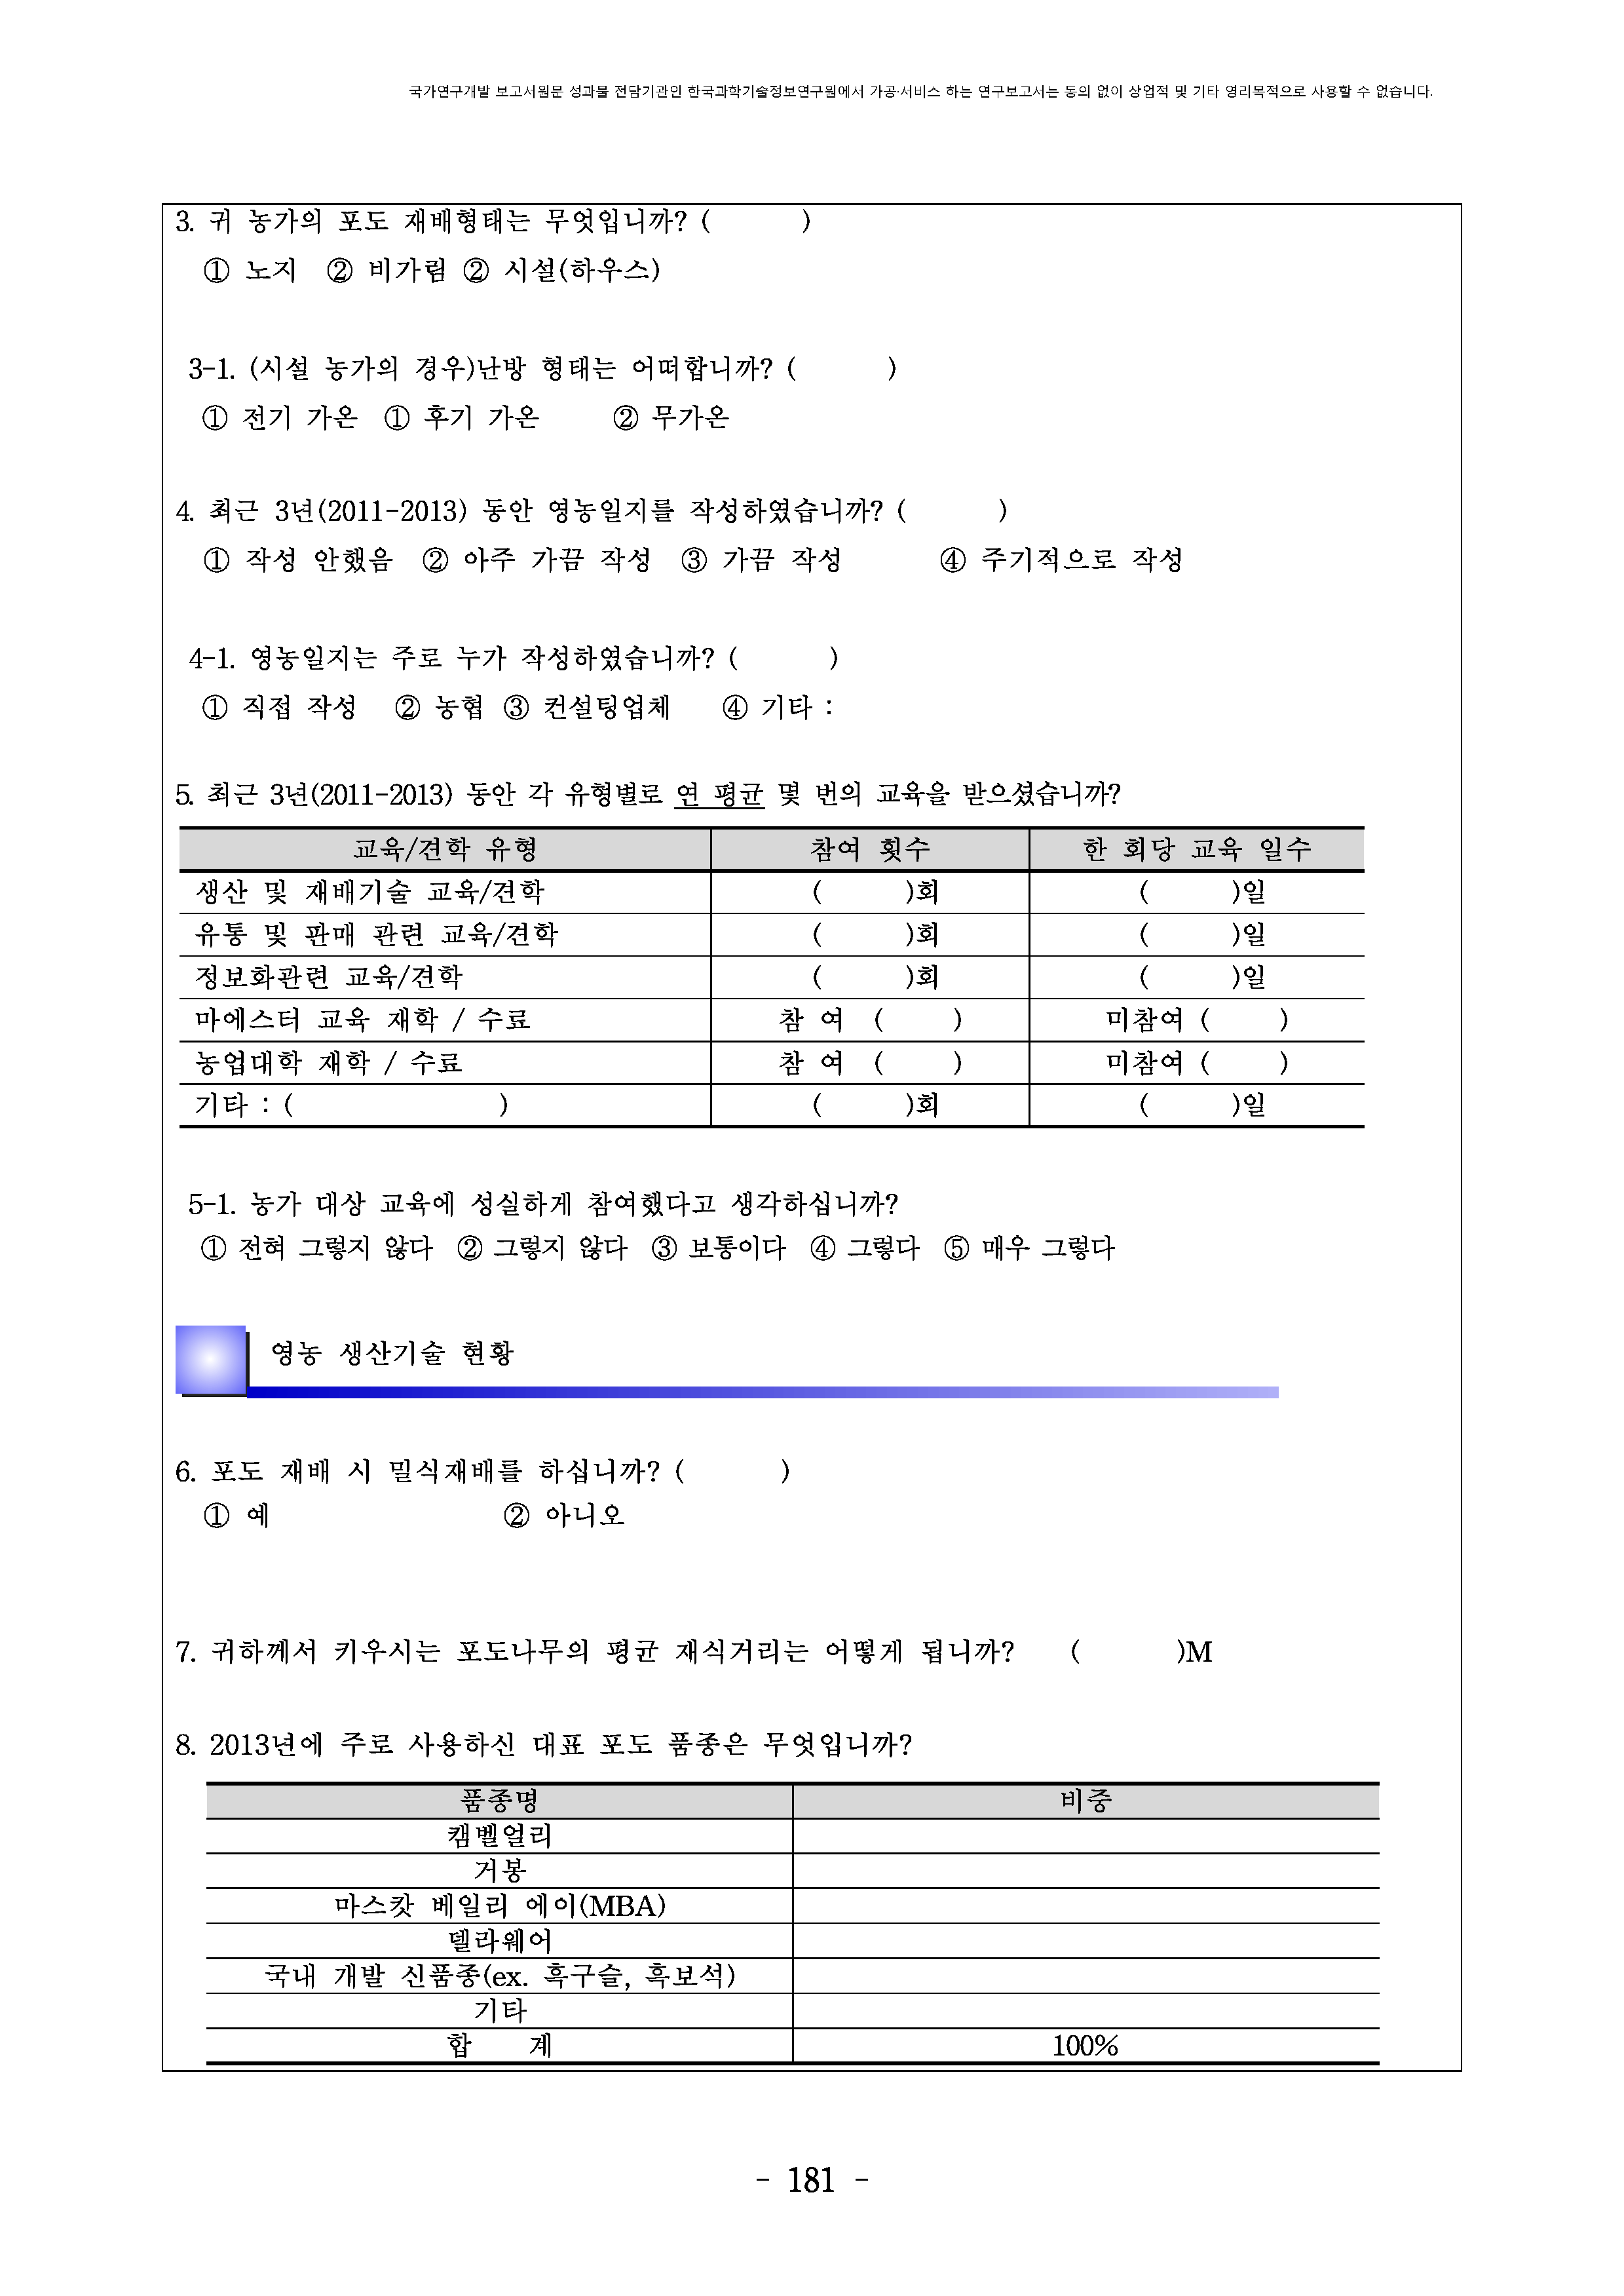 국가연구개발 보고서원문 성과물 전담기관인 한국과학기술정보연구원에서 가공·서비스 하는 연구보고서는 동의 없이 상업적 및 기타 영리목적으로 사용할 수 없습니다.
3. 귀 농가의 포도 재배형태는 무엇입니까? (       )
① 노지 ② 비가림 ② 시설(하우스)
3-1. (시설 농가의 경우)난방 형태는 어떠합니까? (       )
① 전기 가온 ① 후기 가온 ② 무가온
4. 최근 3년(2011-2013) 동안 영농일지를 작성하였습니까? (       )
① 작성 안했음 ② 아주 가끔 작성 ③ 가끔 작성 ④ 주기적으로 작성
4-1. 영농일지는 주로 누가 작성하였습니까? (       )
① 직접 작성 ② 농협 ③ 컨설팅업체 ④ 기타 :
5. 최근 3년(2011-2013) 동안 각 유형별로 연 평균 몇 번의 교육을 받으셨습니까?
교육/견학 유형 참여 횟수 한 회당 교육 일수
생산 및 재배기술 교육/견학 (       )회 (       )일
유통 및 판매 관련 교육/견학 (       )회 (       )일
정보화관련 교육/견학 (       )회 (       )일
마에스터 교육 재학 / 수료 참 여 (      ) 미참여 (      )
농업대학 재학 / 수료 참 여 (      ) 미참여 (      )
기타 : (                ) (       )회 (       )일
5-1. 농가 대상 교육에 성실하게 참여했다고 생각하십니까?
① 전혀 그렇지 않다 ② 그렇지 않다 ③ 보통이다 ④ 그렇다 ⑤ 매우 그렇다
영농 생산기술 현황
6. 포도 재배 시 밀식재배를 하십니까? (       )
① 예 ② 아니오
7. 귀하께서 키우시는 포도나무의 평균 재식거리는 어떻게 됩니까? (       )M
8. 2013년에 주로 사용하신 대표 포도 품종은 무엇입니까?
품종명 비중
캠벨얼리
거봉
마스캇 베일리 에이(MBA)
델라웨어
국내 개발 신품종(ex. 흑구슬, 흑보석)
기타
합 계 100%
- 181 -